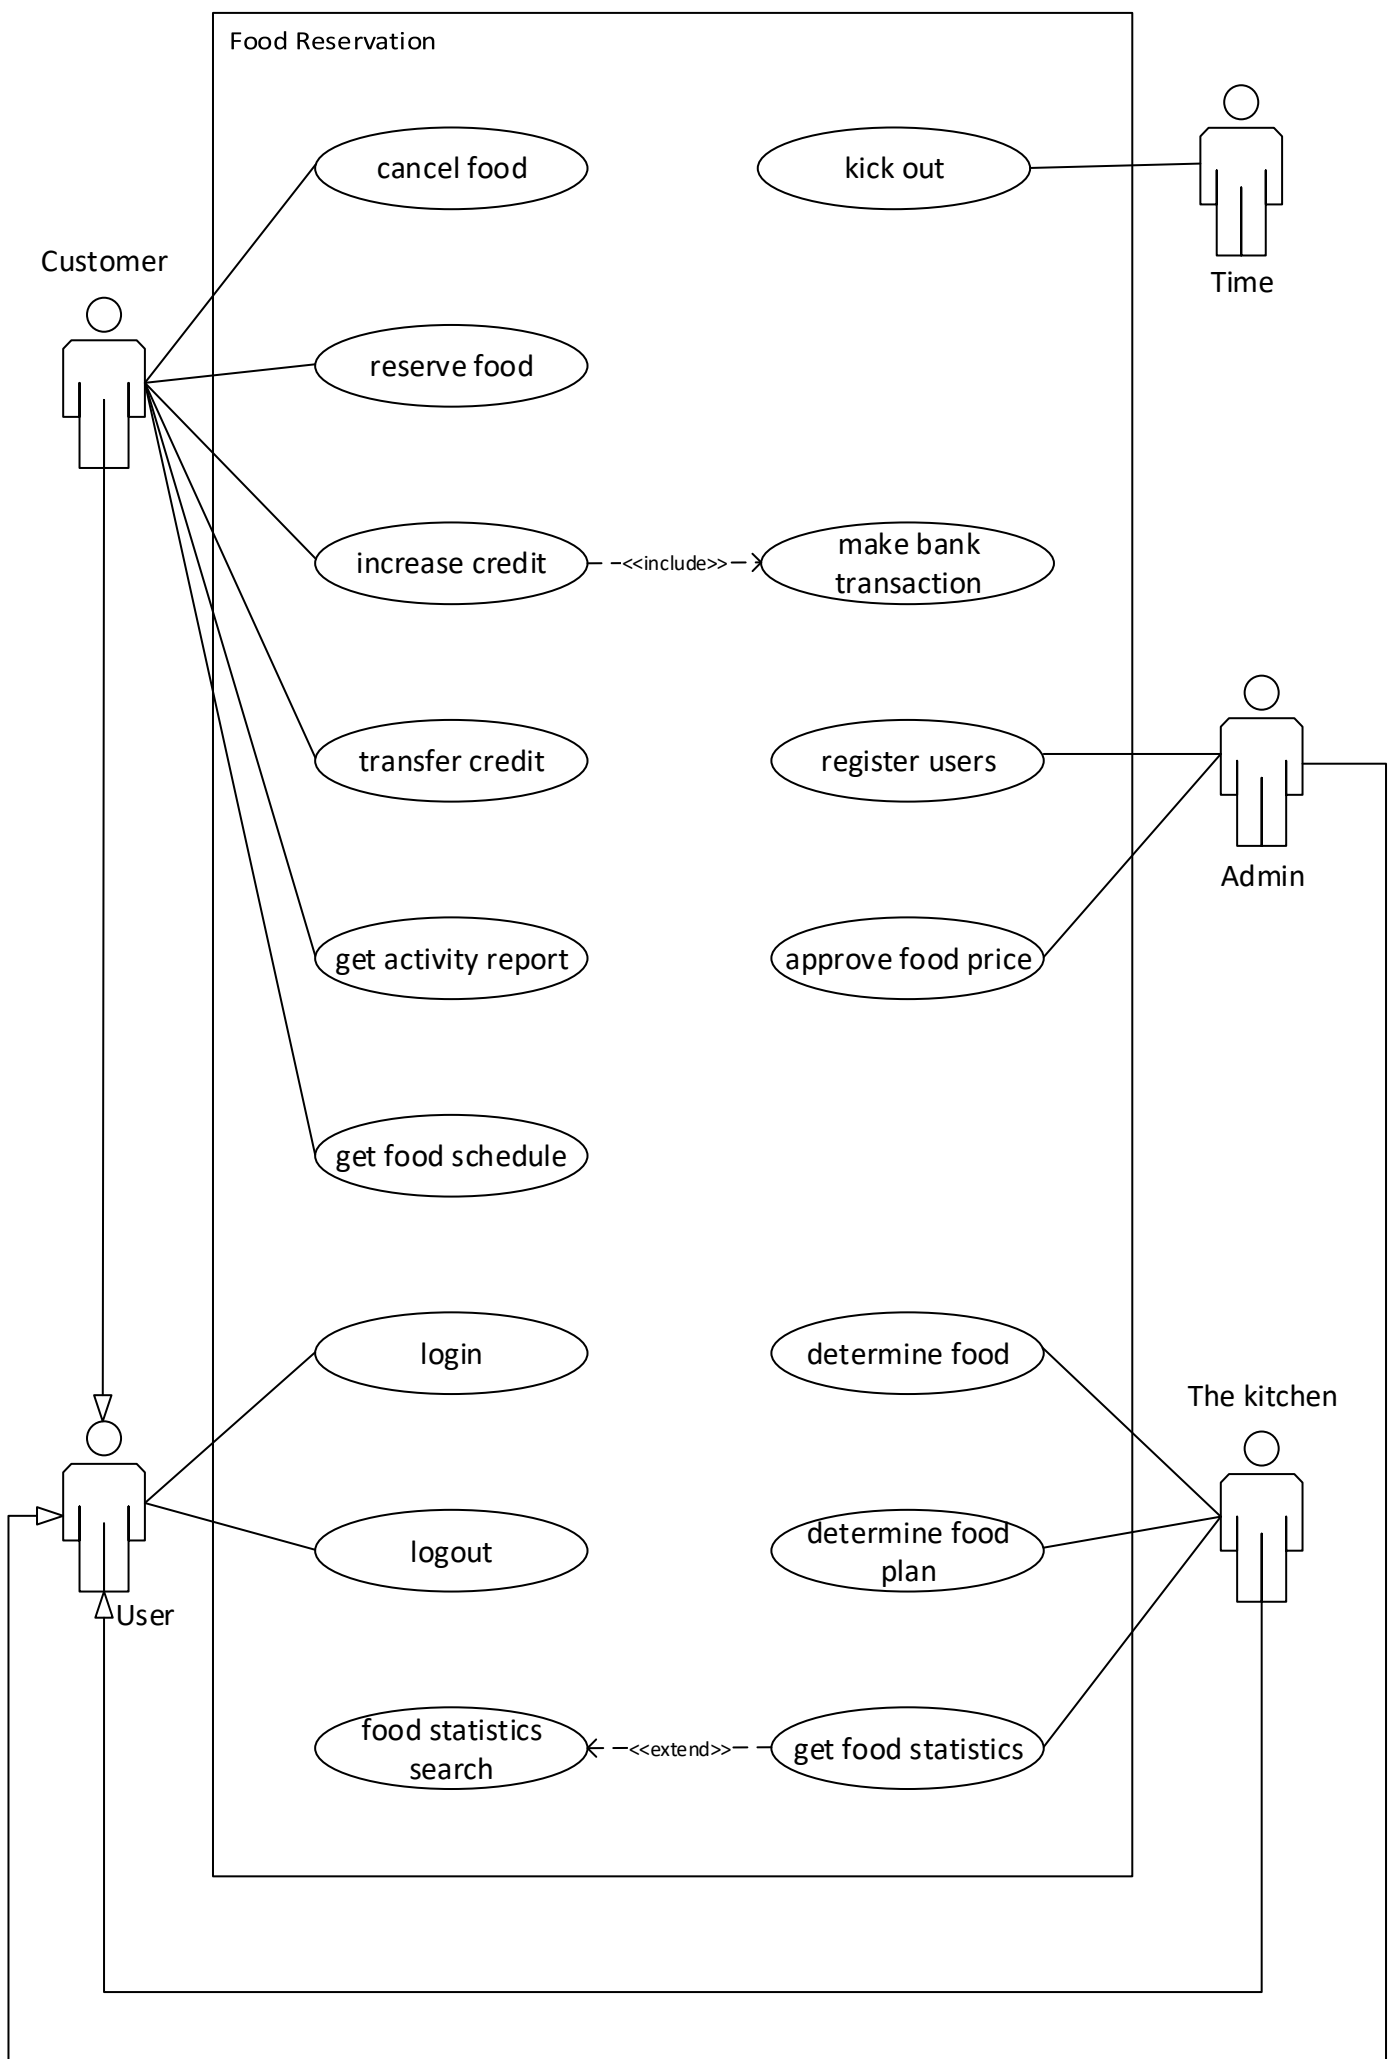 Food Reservation
cancel food
kick out
Customer
Time
reserve food
increase credit
<<include>>
make bank
transaction
transfer credit
register users
Admin
get activity report
approve food price
get food schedule
login
determine food
The kitchen
logout
determine food
plan
User
food statistics
search
<<extend>>
get food statistics